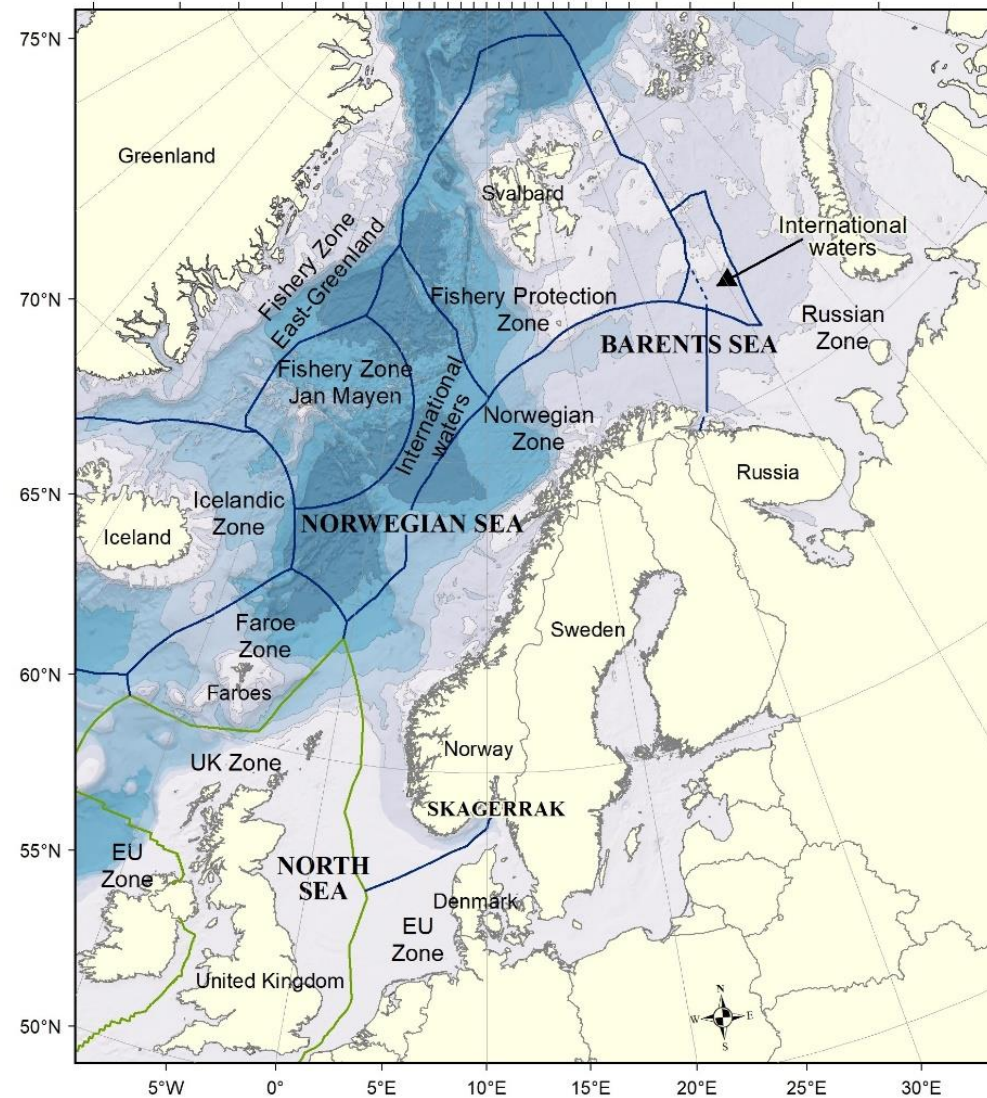 75°N
Greenland
Svalbard
Fishery Zone
East-Greenland
International
waters
70°N
Fishery Protection
Zone
Russian
Zone
BARENTS SEA
Fishery Zone
Jan Mayen
International
waters
Norwegian
Zone
Russia
65°N
Icelandic
Zone
NORWEGIAN SEA
Iceland
Faroe
Zone
Sweden
60°N
Faroes
Norway
UK Zone
SKAGERRAK
55°N
EU
Zone
NORTH
SEA
Denmark
EU
Zone
United Kingdom
N
W
E
S
50°N
5°W
0°
5°E
10°E
15°E
20°E
25°E
30°E